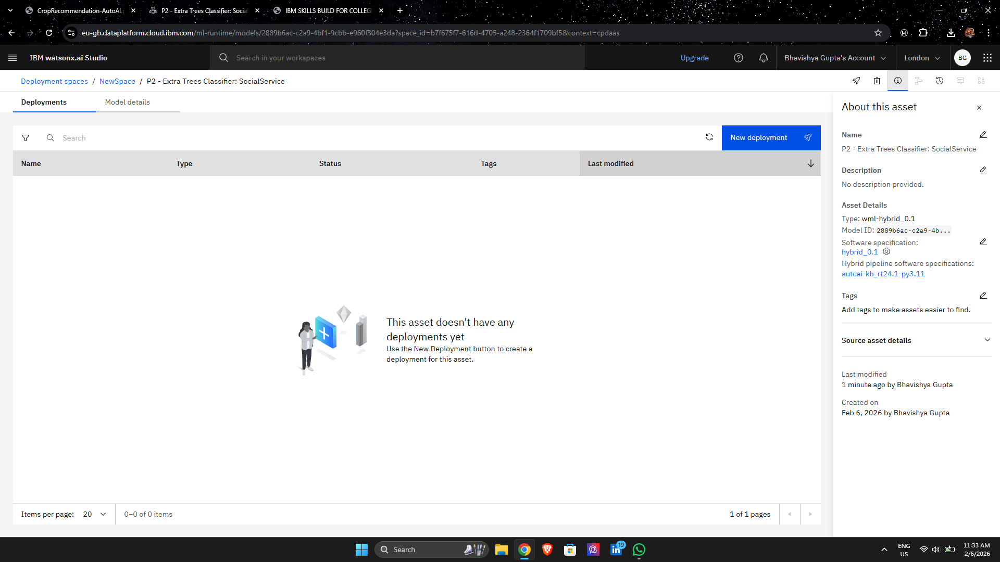 CropRecommendation-AutoAI.
P2 - Extra Trees Classifier: Social
IBM SKILLS BUILD FOR COLLEG
eu-gb.dataplatform.cloud.ibm.com/ml-runtime/models/2889b6ac-c2a9-4bf1-9cbb-e960f304e3da?space_id=b7f675f7-616d-4705-a248-2364f1709bf5&context=cpdaas
IBM watsonx.ai Studio
Search in your workspaces
Upgrade
Bhavishya Gupta's Account
London
BG
Deployment spaces / NewSpace / P2 - Extra Trees Classifier: SocialService
Deployments
Model details
Search
New deployment
Name
Type
Status
Tags
Last modified
This asset doesn't have any
deployments yet
Use the New Deployment button to create a
deployment for this asset.
Items per page: 20
0–0 of 0 items
1 of 1 pages
About this asset
Name
P2 - Extra Trees Classifier: SocialService
Description
No description provided.
Asset Details
Type: wml-hybrid_0.1
Model ID: 2889b6ac-c2a9-4b...
Software specification:
hybrid_0.1
Hybrid pipeline software specifications:
autoai-kb_rt24.1-py3.11
Tags
Add tags to make assets easier to find.
Source asset details
Last modified
1 minute ago by Bhavishya Gupta
Created on
Feb 6, 2026 by Bhavishya Gupta
Search
19
ENG
US
11:33 AM
2/6/2026